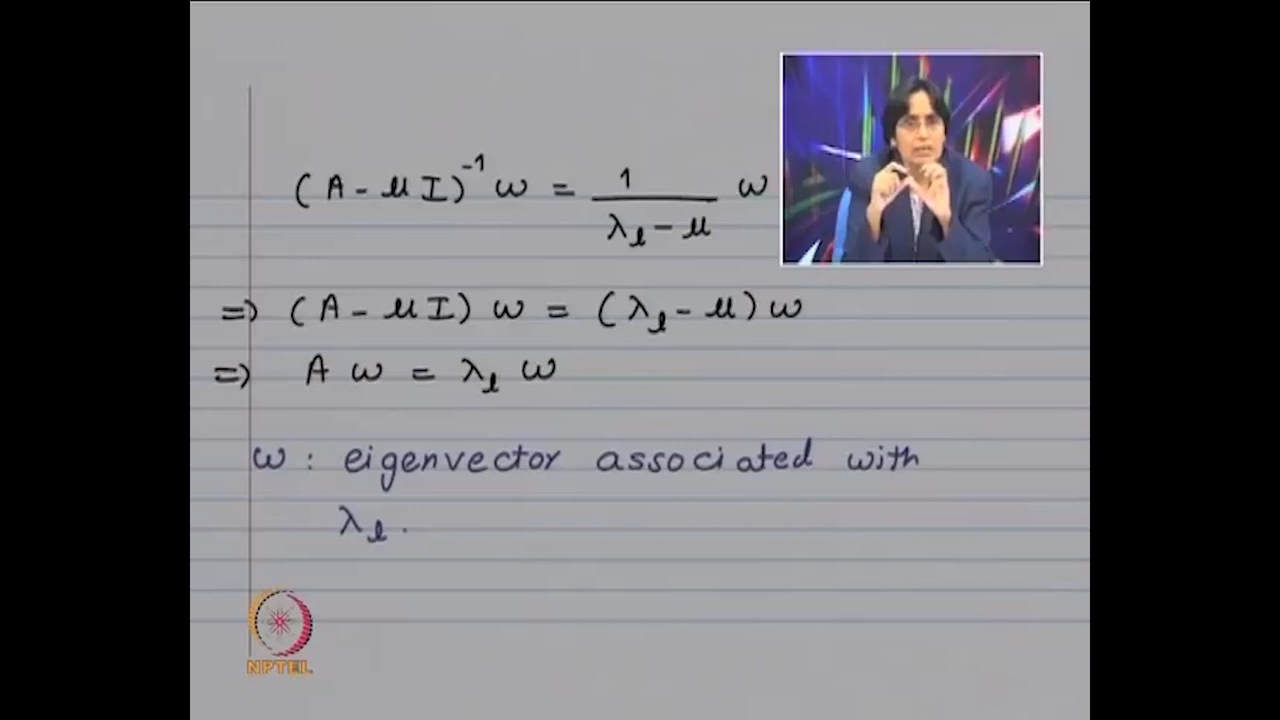 (A - μI)⁻¹ w = 1/(λₗ - μ) w
⇒ (A - μI) w = (λₗ - μ) w
⇒ A w = λₗ w
w : eigenvector associated with
λₗ .
NPTEL